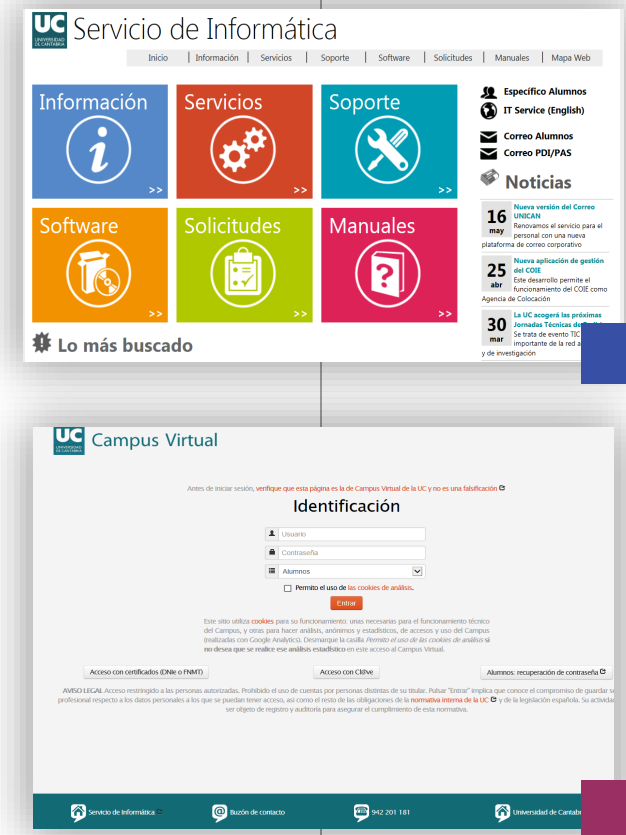 UC
UNIVERSIDAD
DE CANTABRIA
Servicio de Informática
Inicio | Información | Servicios | Soporte | Software | Solicitudes | Manuales | Mapa Web
Información
>>
Servicios
>>
Soporte
>>
Software
>>
Solicitudes
>>
Manuales
>>
Específico Alumnos
IT Service (English)
Correo Alumnos
Correo PDI/PAS
Noticias
16
may
Nueva versión del Correo
UNICAN
Renovamos el servicio para el
personal con una nueva
plataforma de correo corporativo
25
abr
Nueva aplicación de gestión
del COIE
Este desarrollo permite el
funcionamiento del COIE como
Agencia de Colocación
30
mar
La UC acogerá las próximas
Jornadas Técnicas de
Se trata de evento TIC
importante de la red a
y de investigación
Lo más buscado
UC
UNIVERSIDAD
DE CANTABRIA
Campus Virtual
Antes de iniciar sesión, verifique que esta página es la de Campus Virtual de la UC y no es una falsificación
Identificación
Usuario
Contraseña
Alumnos
Permito el uso de las cookies de análisis.
Entrar
Este sitio utiliza cookies para su funcionamiento: unas necesarias para el funcionamiento técnico
del Campus, y otras para hacer análisis, anónimos y estadísticos, de accesos y uso del Campus
(realizadas con Google Analytics). Desmarque la casilla Permito el uso de las cookies de análisis si
no desea que se realice ese análisis estadístico en este acceso al Campus Virtual.
Acceso con certificados (DNIe o FNMT)
Acceso con Cl@ve
Alumnos: recuperación de contraseña
AVISO LEGAL Acceso restringido a las personas autorizadas. Prohibido el uso de cuentas por personas distintas de su titular. Pulsar "Entrar" implica que conoce el compromiso de guardar s
profesional respecto a los datos personales a los que se puedan tener acceso, así como el resto de las obligaciones de la normativa interna de la UC y de la legislación española. Su actividad
ser objeto de registro y auditoría para asegurar el cumplimiento de esta normativa.
Servicio de Informática
Buzón de contacto
942 201 181
Universidad de Cantab